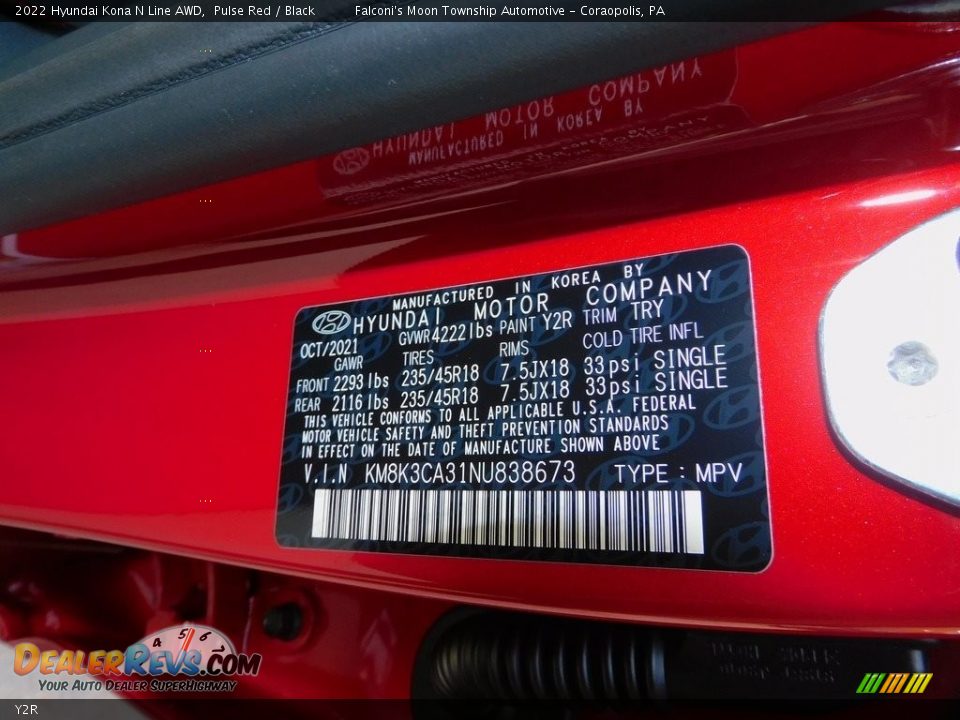 2022 Hyundai Kona N Line AWD,  Pulse Red / Black          Falconi's Moon Township Automotive - Coraopolis, PA
HYUNDAI MOTOR COMPANY
MANUFACTURED IN KOREA BY
MANUFACTURED IN KOREA BY
HYUNDAI MOTOR COMPANY
OCT/2021 GVWR 4222 lbs PAINT Y2R TRIM TRY
GAWR TIRES RIMS COLD TIRE INFL
FRONT 2293 lbs 235/45R18 7.5JX18 33psi SINGLE
REAR 2116 lbs 235/45R18 7.5JX18 33psi SINGLE
THIS VEHICLE CONFORMS TO ALL APPLICABLE U.S.A. FEDERAL
MOTOR VEHICLE SAFETY AND THEFT PREVENTION STANDARDS
IN EFFECT ON THE DATE OF MANUFACTURE SHOWN ABOVE
V.I.N KM8K3CA31NU838673 TYPE : MPV
4 5 6
DealerRevs.com
Your Auto Dealer SuperHighway
Y2R